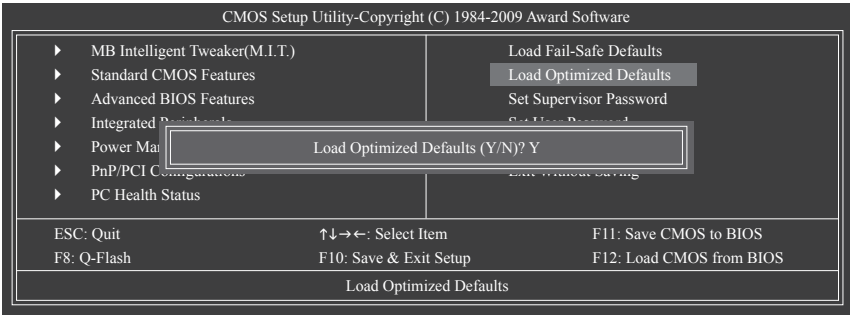 CMOS Setup Utility-Copyright (C) 1984-2009 Award Software
MB Intelligent Tweaker(M.I.T.)
Standard CMOS Features
Advanced BIOS Features
Integrated
Power
PnP/PCI
PC Health Status
Load Fail-Safe Defaults
Load Optimized Defaults
Set Supervisor Password
Load Optimized Defaults (Y/N)? Y
Exit Without Saving
ESC: Quit
↑↓→←: Select Item
F11: Save CMOS to BIOS
F8: Q-Flash
F10: Save & Exit Setup
F12: Load CMOS from BIOS
Load Optimized Defaults